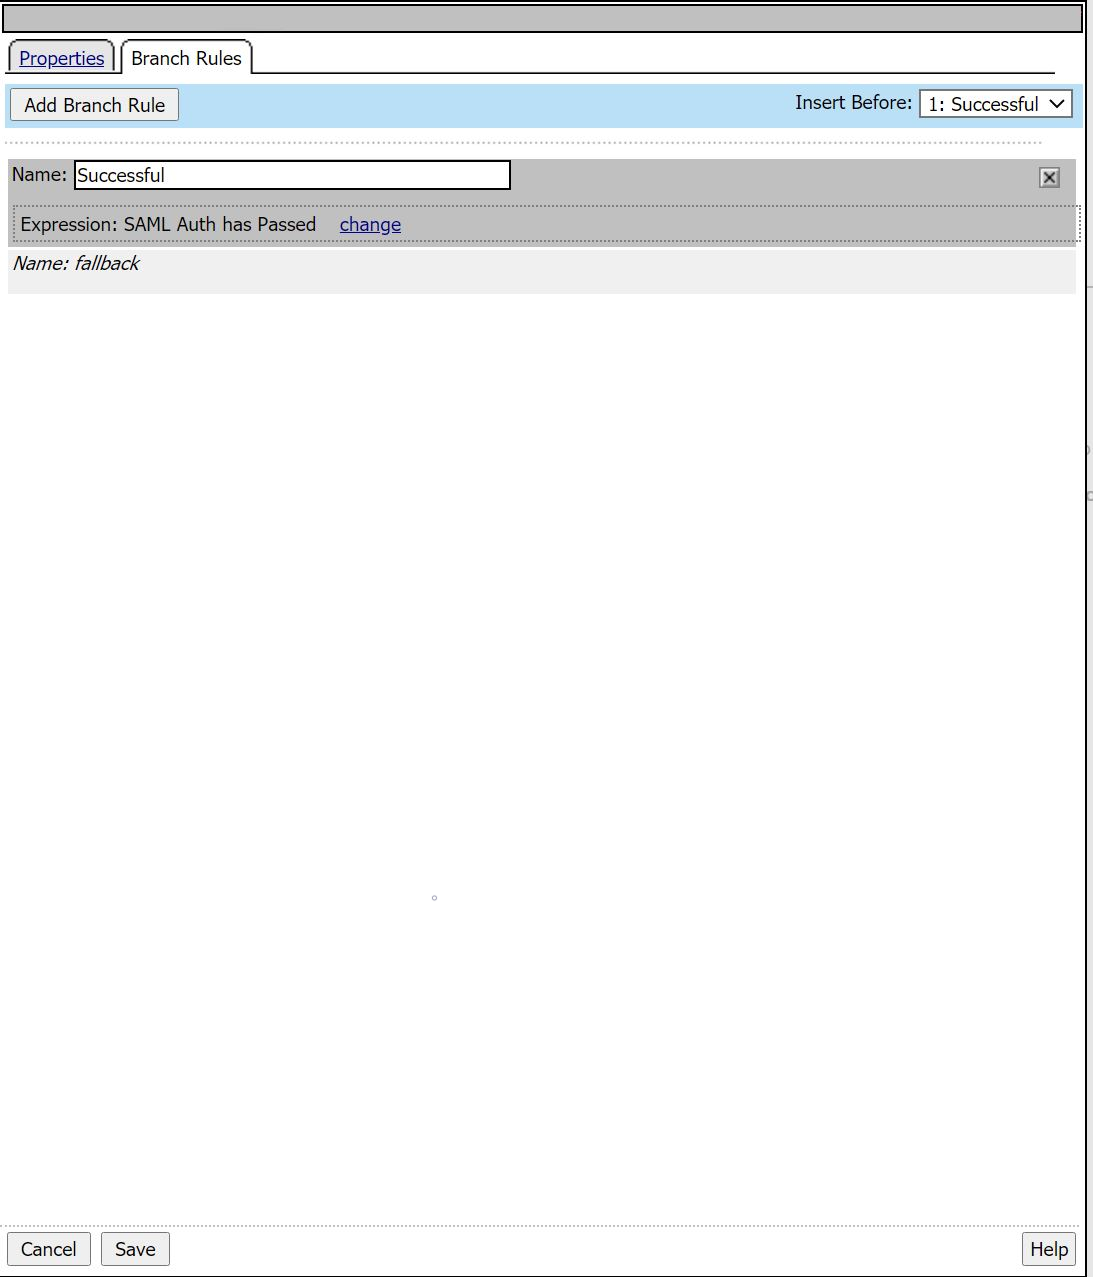 Properties Branch Rules
Add Branch Rule Insert Before: 1: Successful
Name: Successful
Expression: SAML Auth has Passed change
Name: fallback
Cancel Save Help